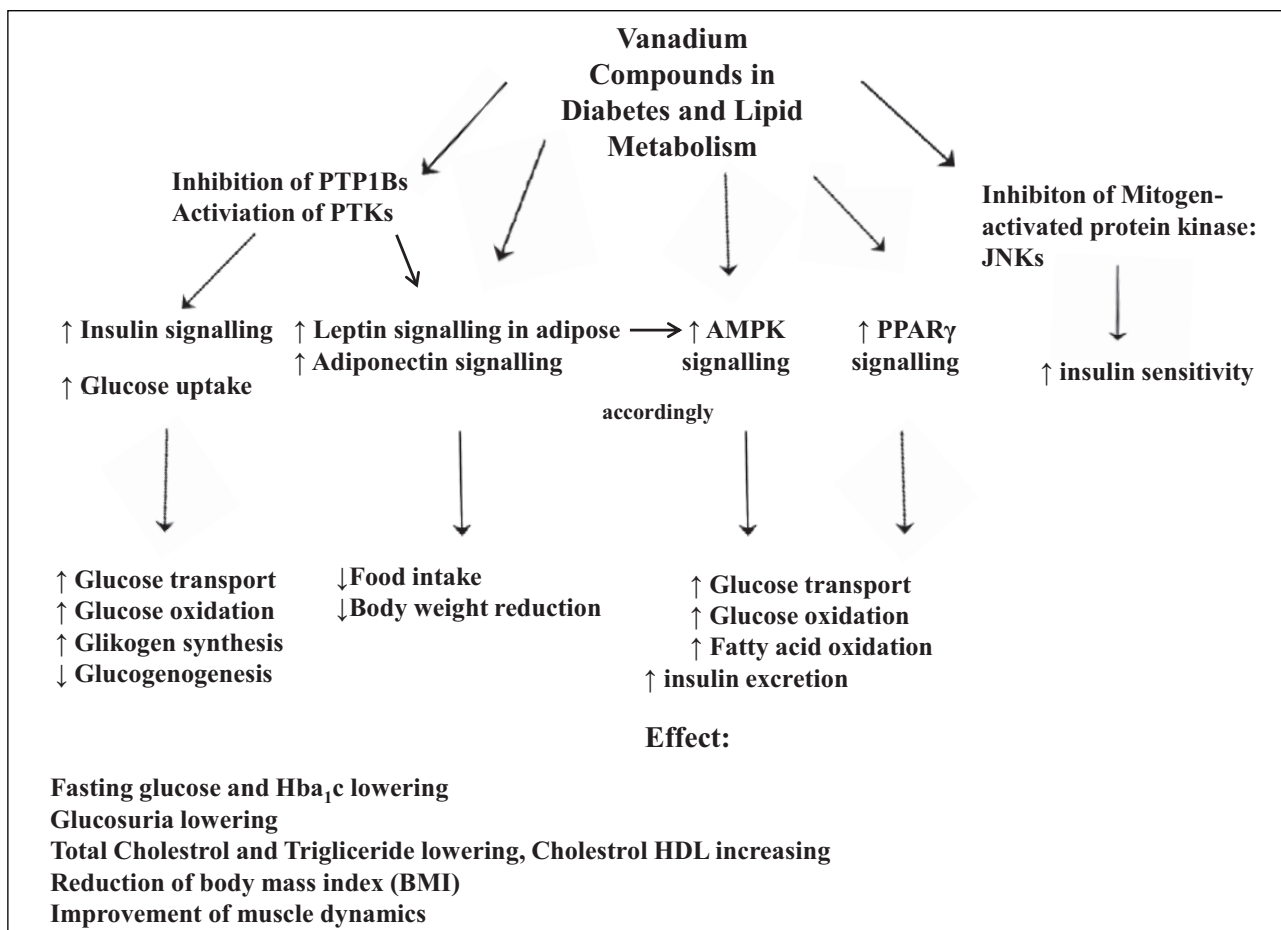 Vanadium
Compounds in
Diabetes and Lipid
Metabolism
Inhibition of PTP1Bs
Activiation of PTKs
Inhibiton of Mitogen-
activated protein kinase:
JNKs
↑ Insulin signalling
↑ Glucose uptake
↑ Leptin signalling in adipose
↑ Adiponectin signalling
↑ AMPK
signalling
↑ PPARγ
signalling
↑ insulin sensitivity
accordingly
↑ Glucose transport
↑ Glucose oxidation
↑ Glikogen synthesis
↓ Glucogenogenesis
↓Food intake
↓Body weight reduction
↑ Glucose transport
↑ Glucose oxidation
↑ Fatty acid oxidation
↑ insulin excretion
Effect:
Fasting glucose and Hba₁c lowering
Glucosuria lowering
Total Cholestrol and Trigliceride lowering, Cholestrol HDL increasing
Reduction of body mass index (BMI)
Improvement of muscle dynamics